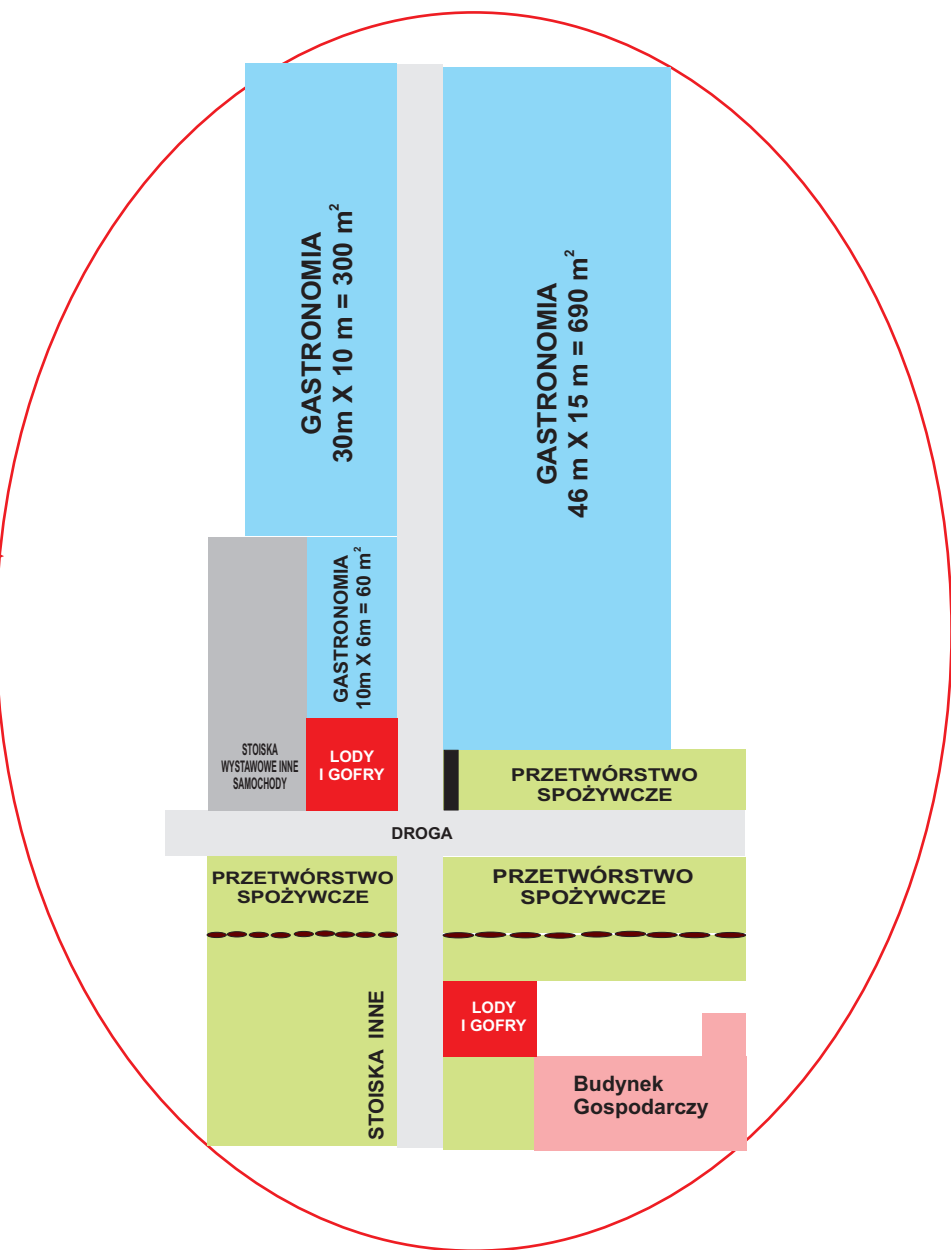 GASTRONOMIA
30m X 10 m = 300 m²
GASTRONOMIA
46 m X 15 m = 690 m²
GASTRONOMIA
10m X 6m = 60 m²
STOISKA
WYSTAWOWE INNE
SAMOCHODY
LODY
I GOFRY
PRZETWÓRSTWO
SPOŻYWCZE
DROGA
PRZETWÓRSTWO
SPOŻYWCZE
PRZETWÓRSTWO
SPOŻYWCZE
STOISKA INNE
LODY
I GOFRY
Budynek
Gospodarczy